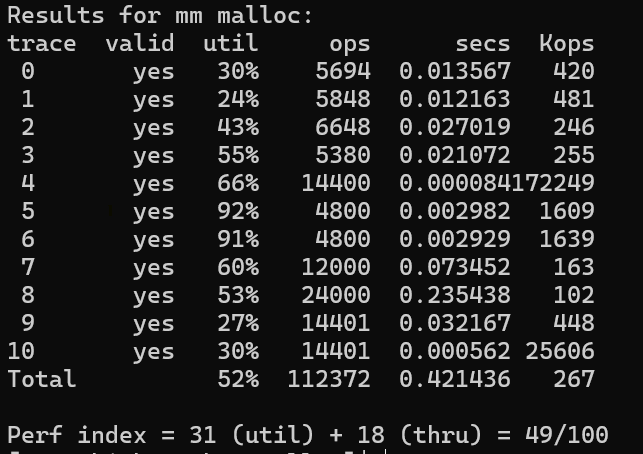 Results for mm malloc:
trace  valid  util     ops      secs  Kops
 0       yes   30%    5694  0.013567   420
 1       yes   24%    5848  0.012163   481
 2       yes   43%    6648  0.027019   246
 3       yes   55%    5380  0.021072   255
 4       yes   66%   14400  0.000084172249
 5       yes   92%    4800  0.002982  1609
 6       yes   91%    4800  0.002929  1639
 7       yes   60%   12000  0.073452   163
 8       yes   53%   24000  0.235438   102
 9       yes   27%   14401  0.032167   448
10       yes   30%   14401  0.000562 25606
Total          52%  112372  0.421436   267
Perf index = 31 (util) + 18 (thru) = 49/100